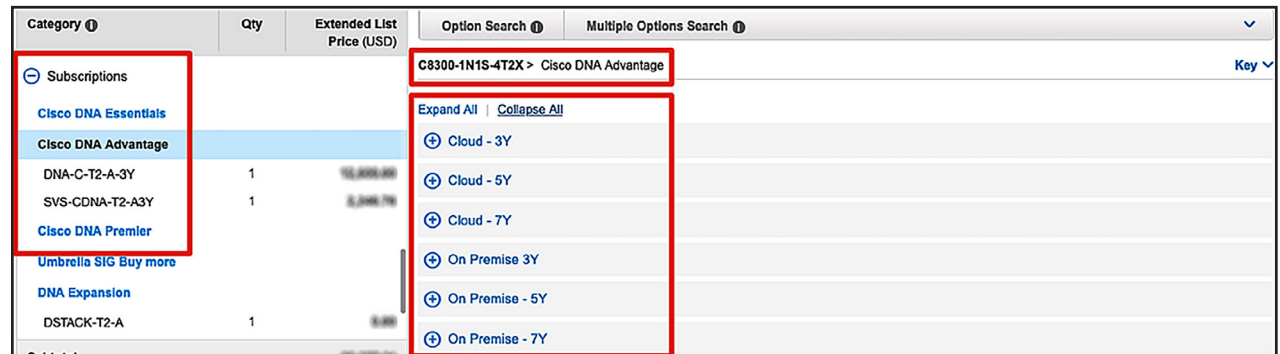 Category Qty Extended List Price (USD)
Subscriptions
Cisco DNA Essentials
Cisco DNA Advantage
DNA-C-T2-A-3Y 1
SVS-CDNA-T2-A3Y 1
Cisco DNA Premier
Umbrella SIG Buy more
DNA Expansion
DSTACK-T2-A 1
Option Search Multiple Options Search
C8300-1N1S-4T2X > Cisco DNA Advantage Key
Expand All | Collapse All
Cloud - 3Y
Cloud - 5Y
Cloud - 7Y
On Premise 3Y
On Premise - 5Y
On Premise - 7Y